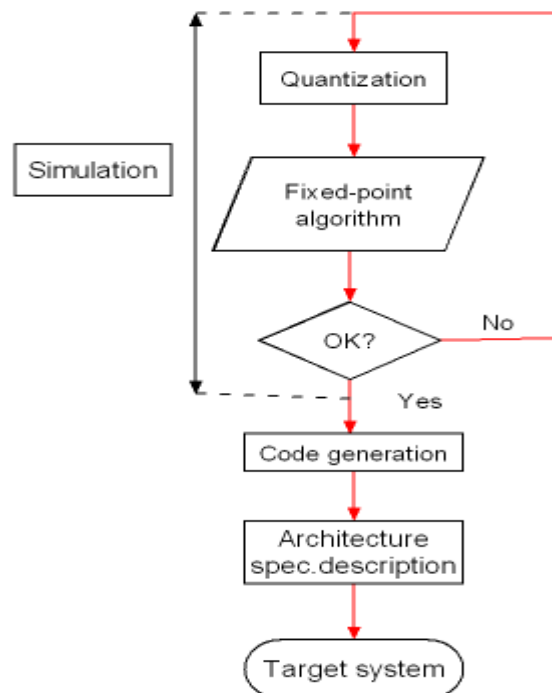 Quantization
Simulation
Fixed-point
algorithm
No
OK?
Yes
Code generation
Architecture
spec.description
Target system